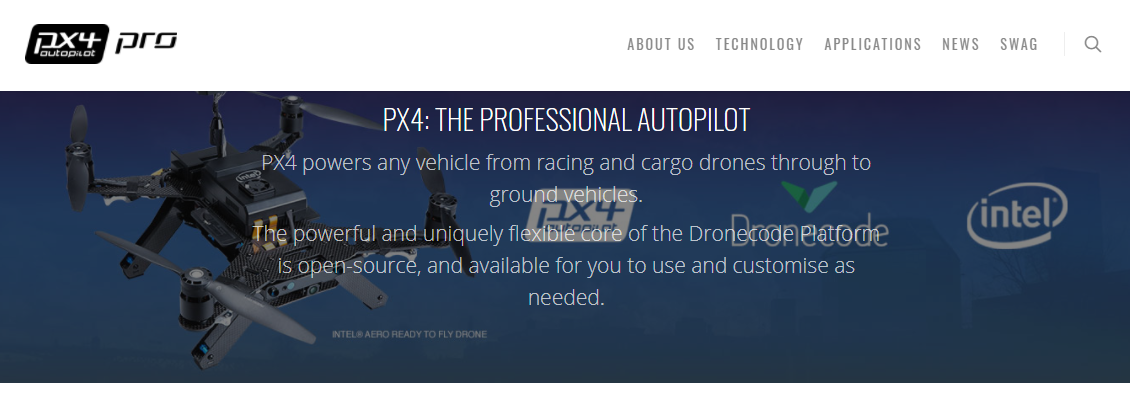 px4 pro
autopilot
ABOUT US TECHNOLOGY APPLICATIONS NEWS SWAG
PX4: THE PROFESSIONAL AUTOPILOT
PX4 powers any vehicle from racing and cargo drones through to
ground vehicles.
The powerful and uniquely flexible core of the Dronecode Platform
is open-source, and available for you to use and customise as
needed.
intel
px4
autopilot
Dronecode
intel
INTEL® AERO READY TO FLY DRONE